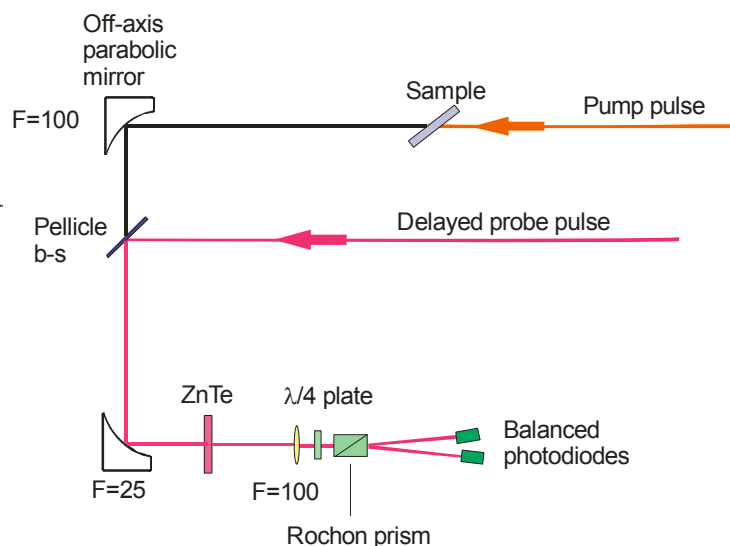 Off-axis
parabolic
mirror
F=100
Sample
Pump pulse
Pellicle
b-s
Delayed probe pulse
ZnTe
λ/4 plate
Balanced
photodiodes
F=25
F=100
Rochon prism